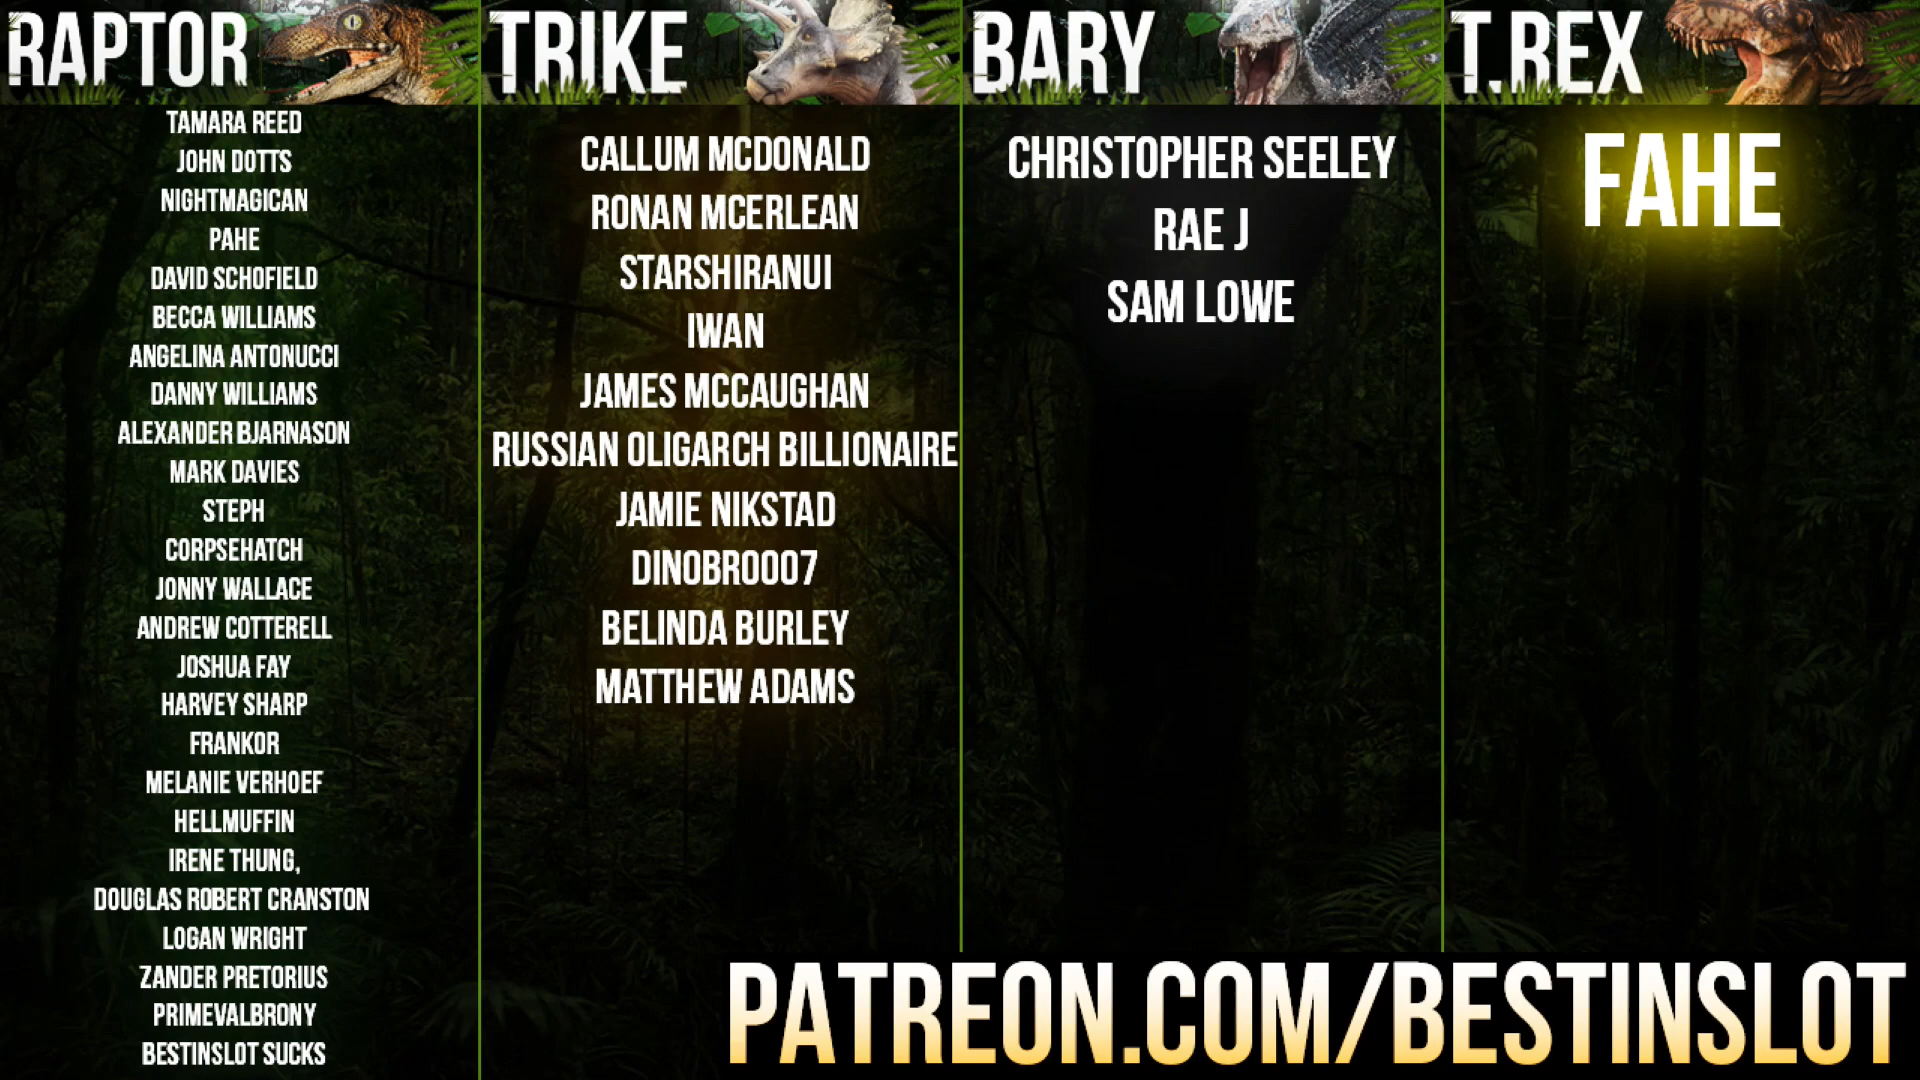 RAPTOR
TAMARA REED
JOHN DOTTS
NIGHTMAGICAN
PAHE
DAVID SCHOFIELD
BECCA WILLIAMS
ANGELINA ANTONUCCI
DANNY WILLIAMS
ALEXANDER BJARNASON
MARK DAVIES
STEPH
CORPSEHATCH
JONNY WALLACE
ANDREW COTTERELL
JOSHUA FAY
HARVEY SHARP
FRANKOR
MELANIE VERHOEF
HELLMUFFIN
IRENE THUNG,
DOUGLAS ROBERT CRANSTON
LOGAN WRIGHT
ZANDER PRETORIUS
PRIMEVALBRONY
BESTINSLOT SUCKS
TRIKE
CALLUM MCDONALD
RONAN MCERLEAN
STARSHIRANUI
IWAN
JAMES MCCAUGHAN
RUSSIAN OLIGARCH BILLIONAIRE
JAMIE NIKSTAD
DINOBRO007
BELINDA BURLEY
MATTHEW ADAMS
BARY
CHRISTOPHER SEELEY
RAE J
SAM LOWE
T.REX
FAHE
PATREON.COM/BESTINSLOT